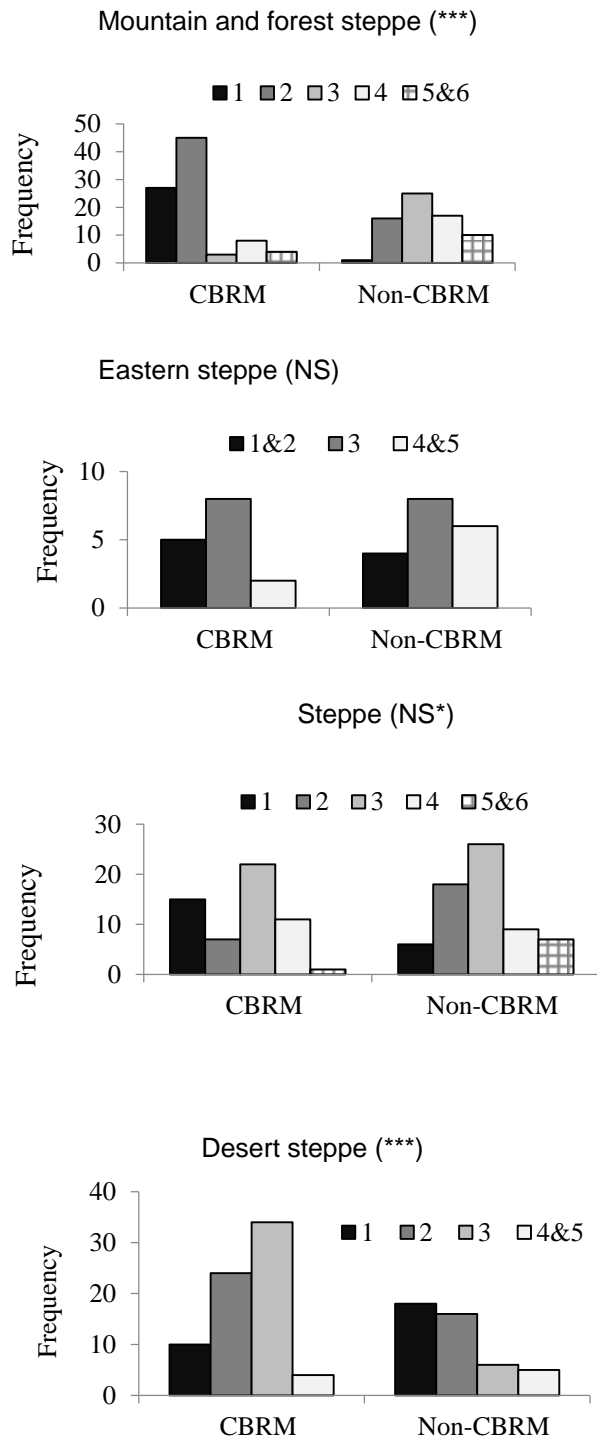 Mountain and forest steppe (***)
1 2 3 4 5&6
Frequency
50
40
30
20
10
0
CBRM Non-CBRM
Eastern steppe (NS)
1&2 3 4&5
Frequency
10
5
0
CBRM Non-CBRM
Steppe (NS*)
1 2 3 4 5&6
Frequency
30
20
10
0
CBRM Non-CBRM
Desert steppe (***)
1 2 3 4&5
Frequency
40
30
20
10
0
CBRM Non-CBRM